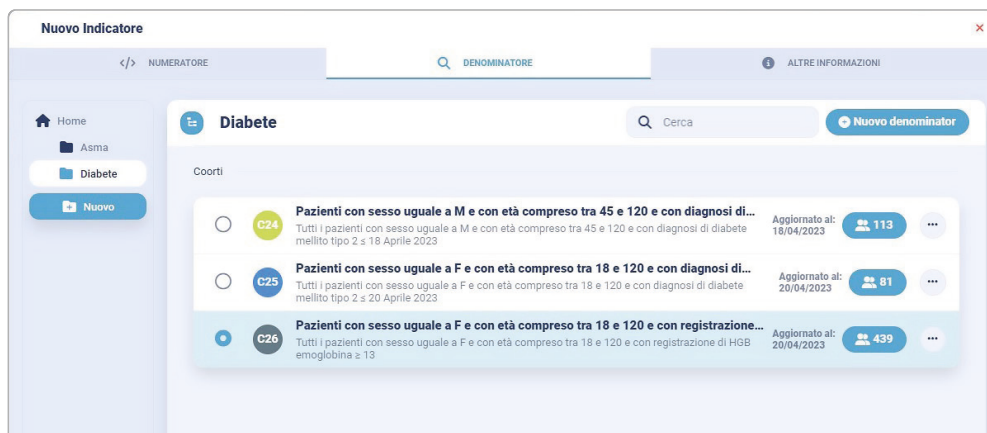 Nuovo Indicatore
×
</> NUMERATORE
DENOMINATORE
ALTRE INFORMAZIONI
Home
Asma
Diabete
Nuovo
Diabete
Cerca
Nuovo denominator
Coorti
C24
Pazienti con sesso uguale a M e con età compreso tra 45 e 120 e con diagnosi di...
Tutti i pazienti con sesso uguale a M e con età compreso tra 45 e 120 e con diagnosi di diabete
mellito tipo 2 ≤ 18 Aprile 2023
Aggiornato al:
18/04/2023
113
C25
Pazienti con sesso uguale a F e con età compreso tra 18 e 120 e con diagnosi di...
Tutti i pazienti con sesso uguale a F e con età compreso tra 18 e 120 e con diagnosi di diabete
mellito tipo 2 ≤ 20 Aprile 2023
Aggiornato al:
20/04/2023
81
C26
Pazienti con sesso uguale a F e con età compreso tra 18 e 120 e con registrazione...
Tutti i pazienti con sesso uguale a F e con età compreso tra 18 e 120 e con registrazione di HGB
emoglobina ≥ 13
Aggiornato al:
20/04/2023
439